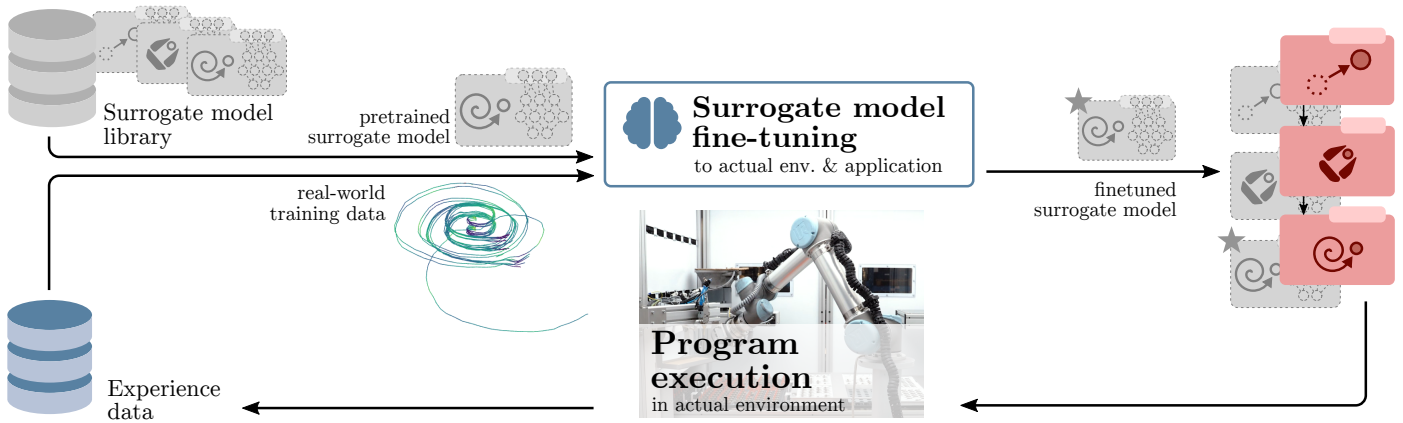 Surrogate model
library
pretrained
surrogate model
Surrogate model
fine-tuning
to actual env. & application
real-world
training data
finetuned
surrogate model
Program
execution
in actual environment
Experience
data